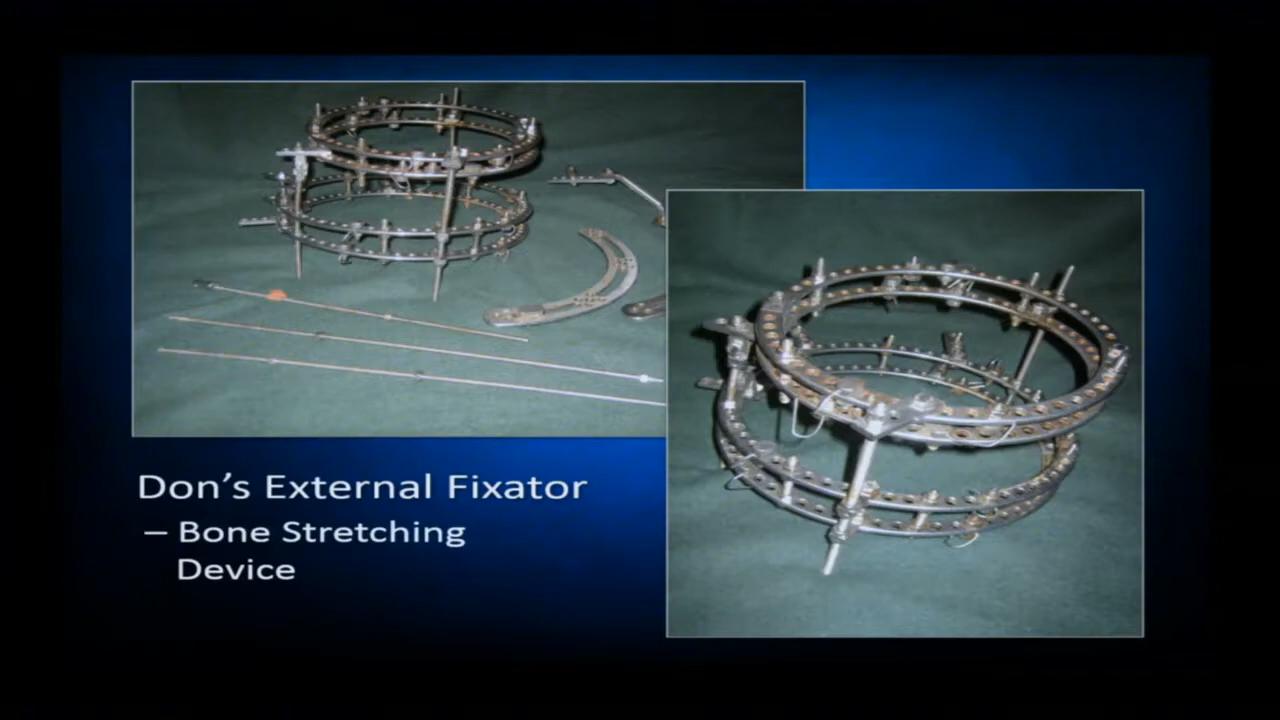 Don's External Fixator
– Bone Stretching
Device